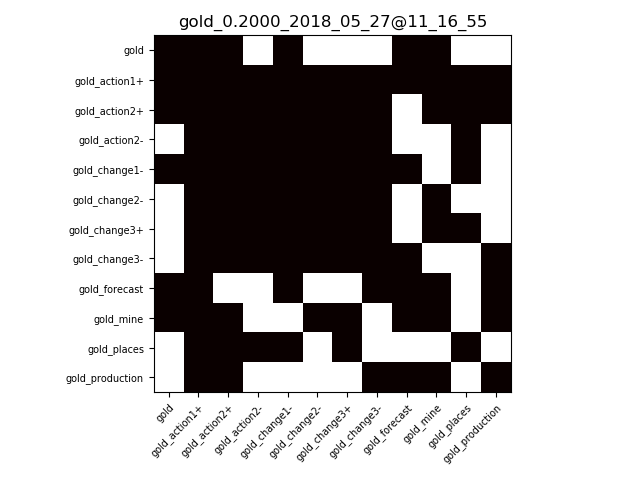 gold_0.2000_2018_05_27@11_16_55
gold
gold_action1+
gold_action2+
gold_action2-
gold_change1-
gold_change2-
gold_change3+
gold_change3-
gold_forecast
gold_mine
gold_places
gold_production
gold
gold_action1+
gold_action2+
gold_action2-
gold_change1-
gold_change2-
gold_change3+
gold_change3-
gold_forecast
gold_mine
gold_places
gold_production